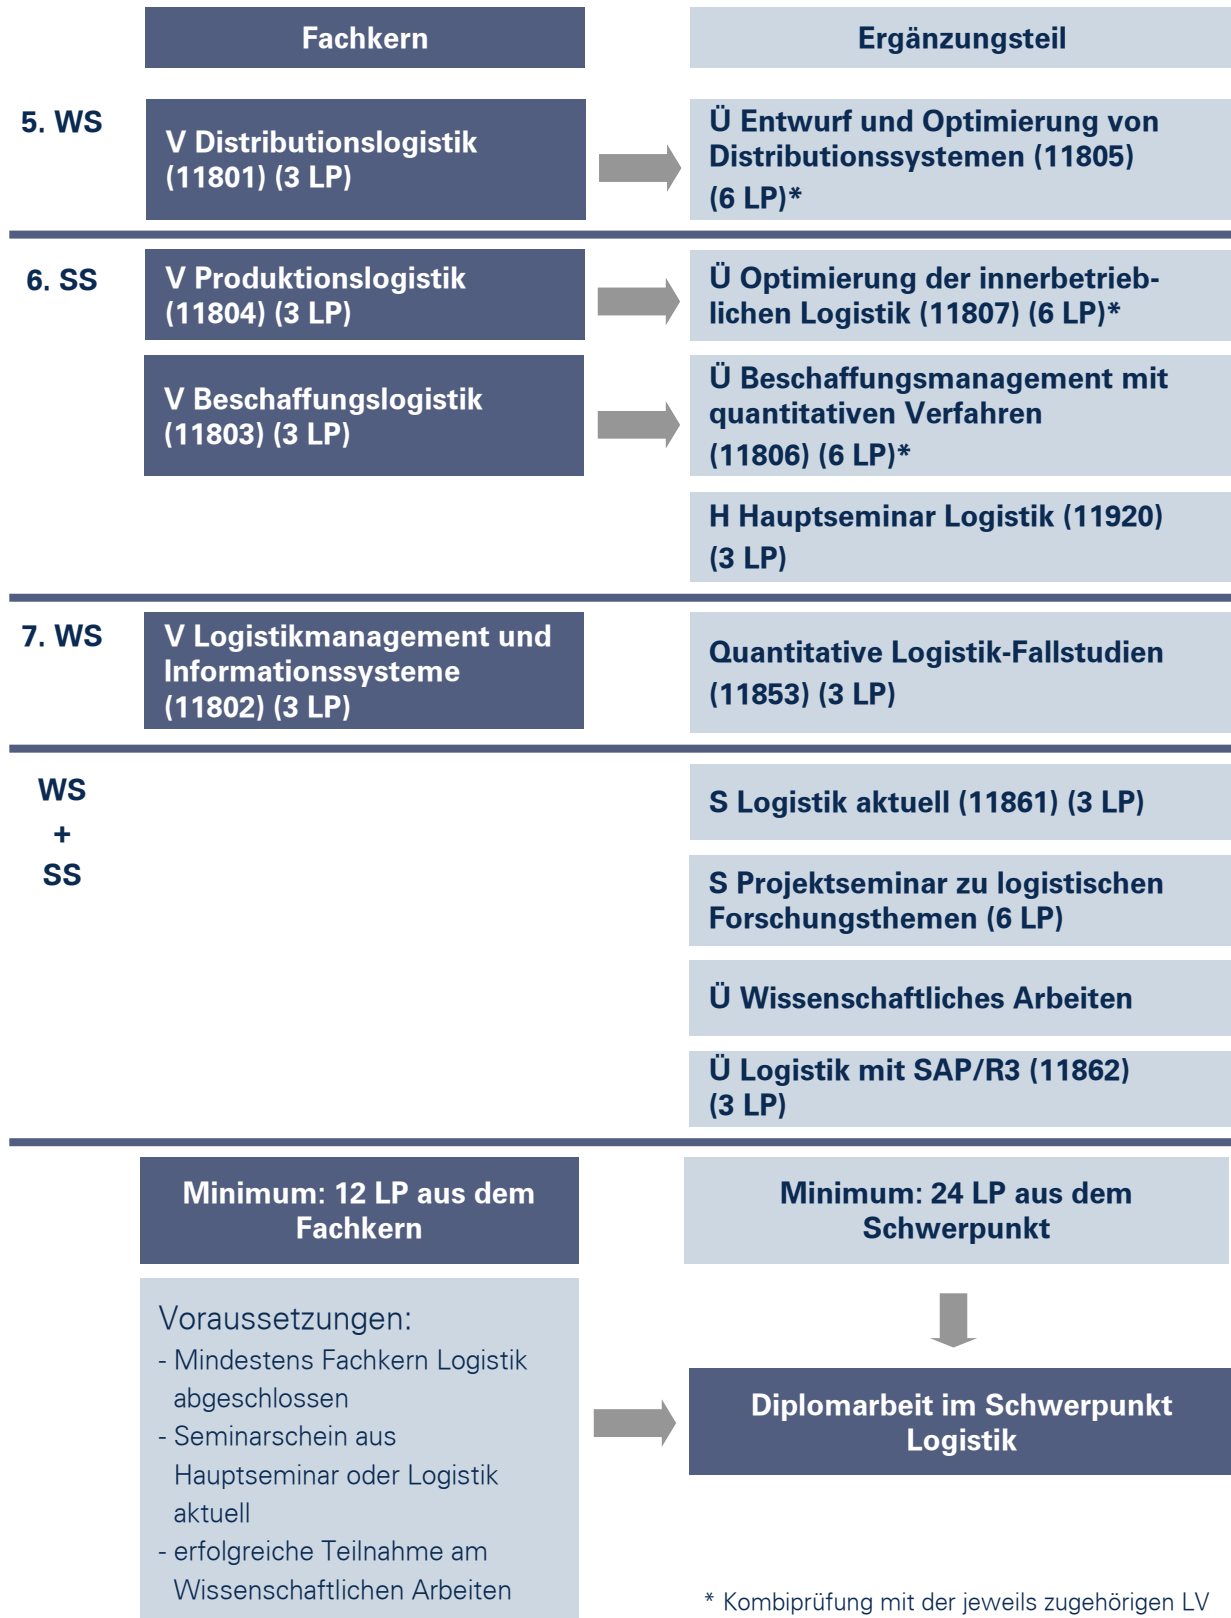 Fachkern
Ergänzungsteil
5. WS
V Distributionslogistik
(11801) (3 LP)
Ü Entwurf und Optimierung von
Distributionssystemen (11805)
(6 LP)*
6. SS
V Produktionslogistik
(11804) (3 LP)
Ü Optimierung der innerbetrieb-
lichen Logistik (11807) (6 LP)*
V Beschaffungslogistik
(11803) (3 LP)
Ü Beschaffungsmanagement mit
quantitativen Verfahren
(11806) (6 LP)*
H Hauptseminar Logistik (11920)
(3 LP)
7. WS
V Logistikmanagement und
Informationssysteme
(11802) (3 LP)
Quantitative Logistik-Fallstudien
(11853) (3 LP)
WS
+
SS
S Logistik aktuell (11861) (3 LP)
S Projektseminar zu logistischen
Forschungsthemen (6 LP)
Ü Wissenschaftliches Arbeiten
Ü Logistik mit SAP/R3 (11862)
(3 LP)
Minimum: 12 LP aus dem
Fachkern
Minimum: 24 LP aus dem
Schwerpunkt
Voraussetzungen:
- Mindestens Fachkern Logistik
abgeschlossen
- Seminarschein aus
Hauptseminar oder Logistik
aktuell
- erfolgreiche Teilnahme am
Wissenschaftlichen Arbeiten
Diplomarbeit im Schwerpunkt
Logistik
* Kombiprüfung mit der jeweils zugehörigen LV